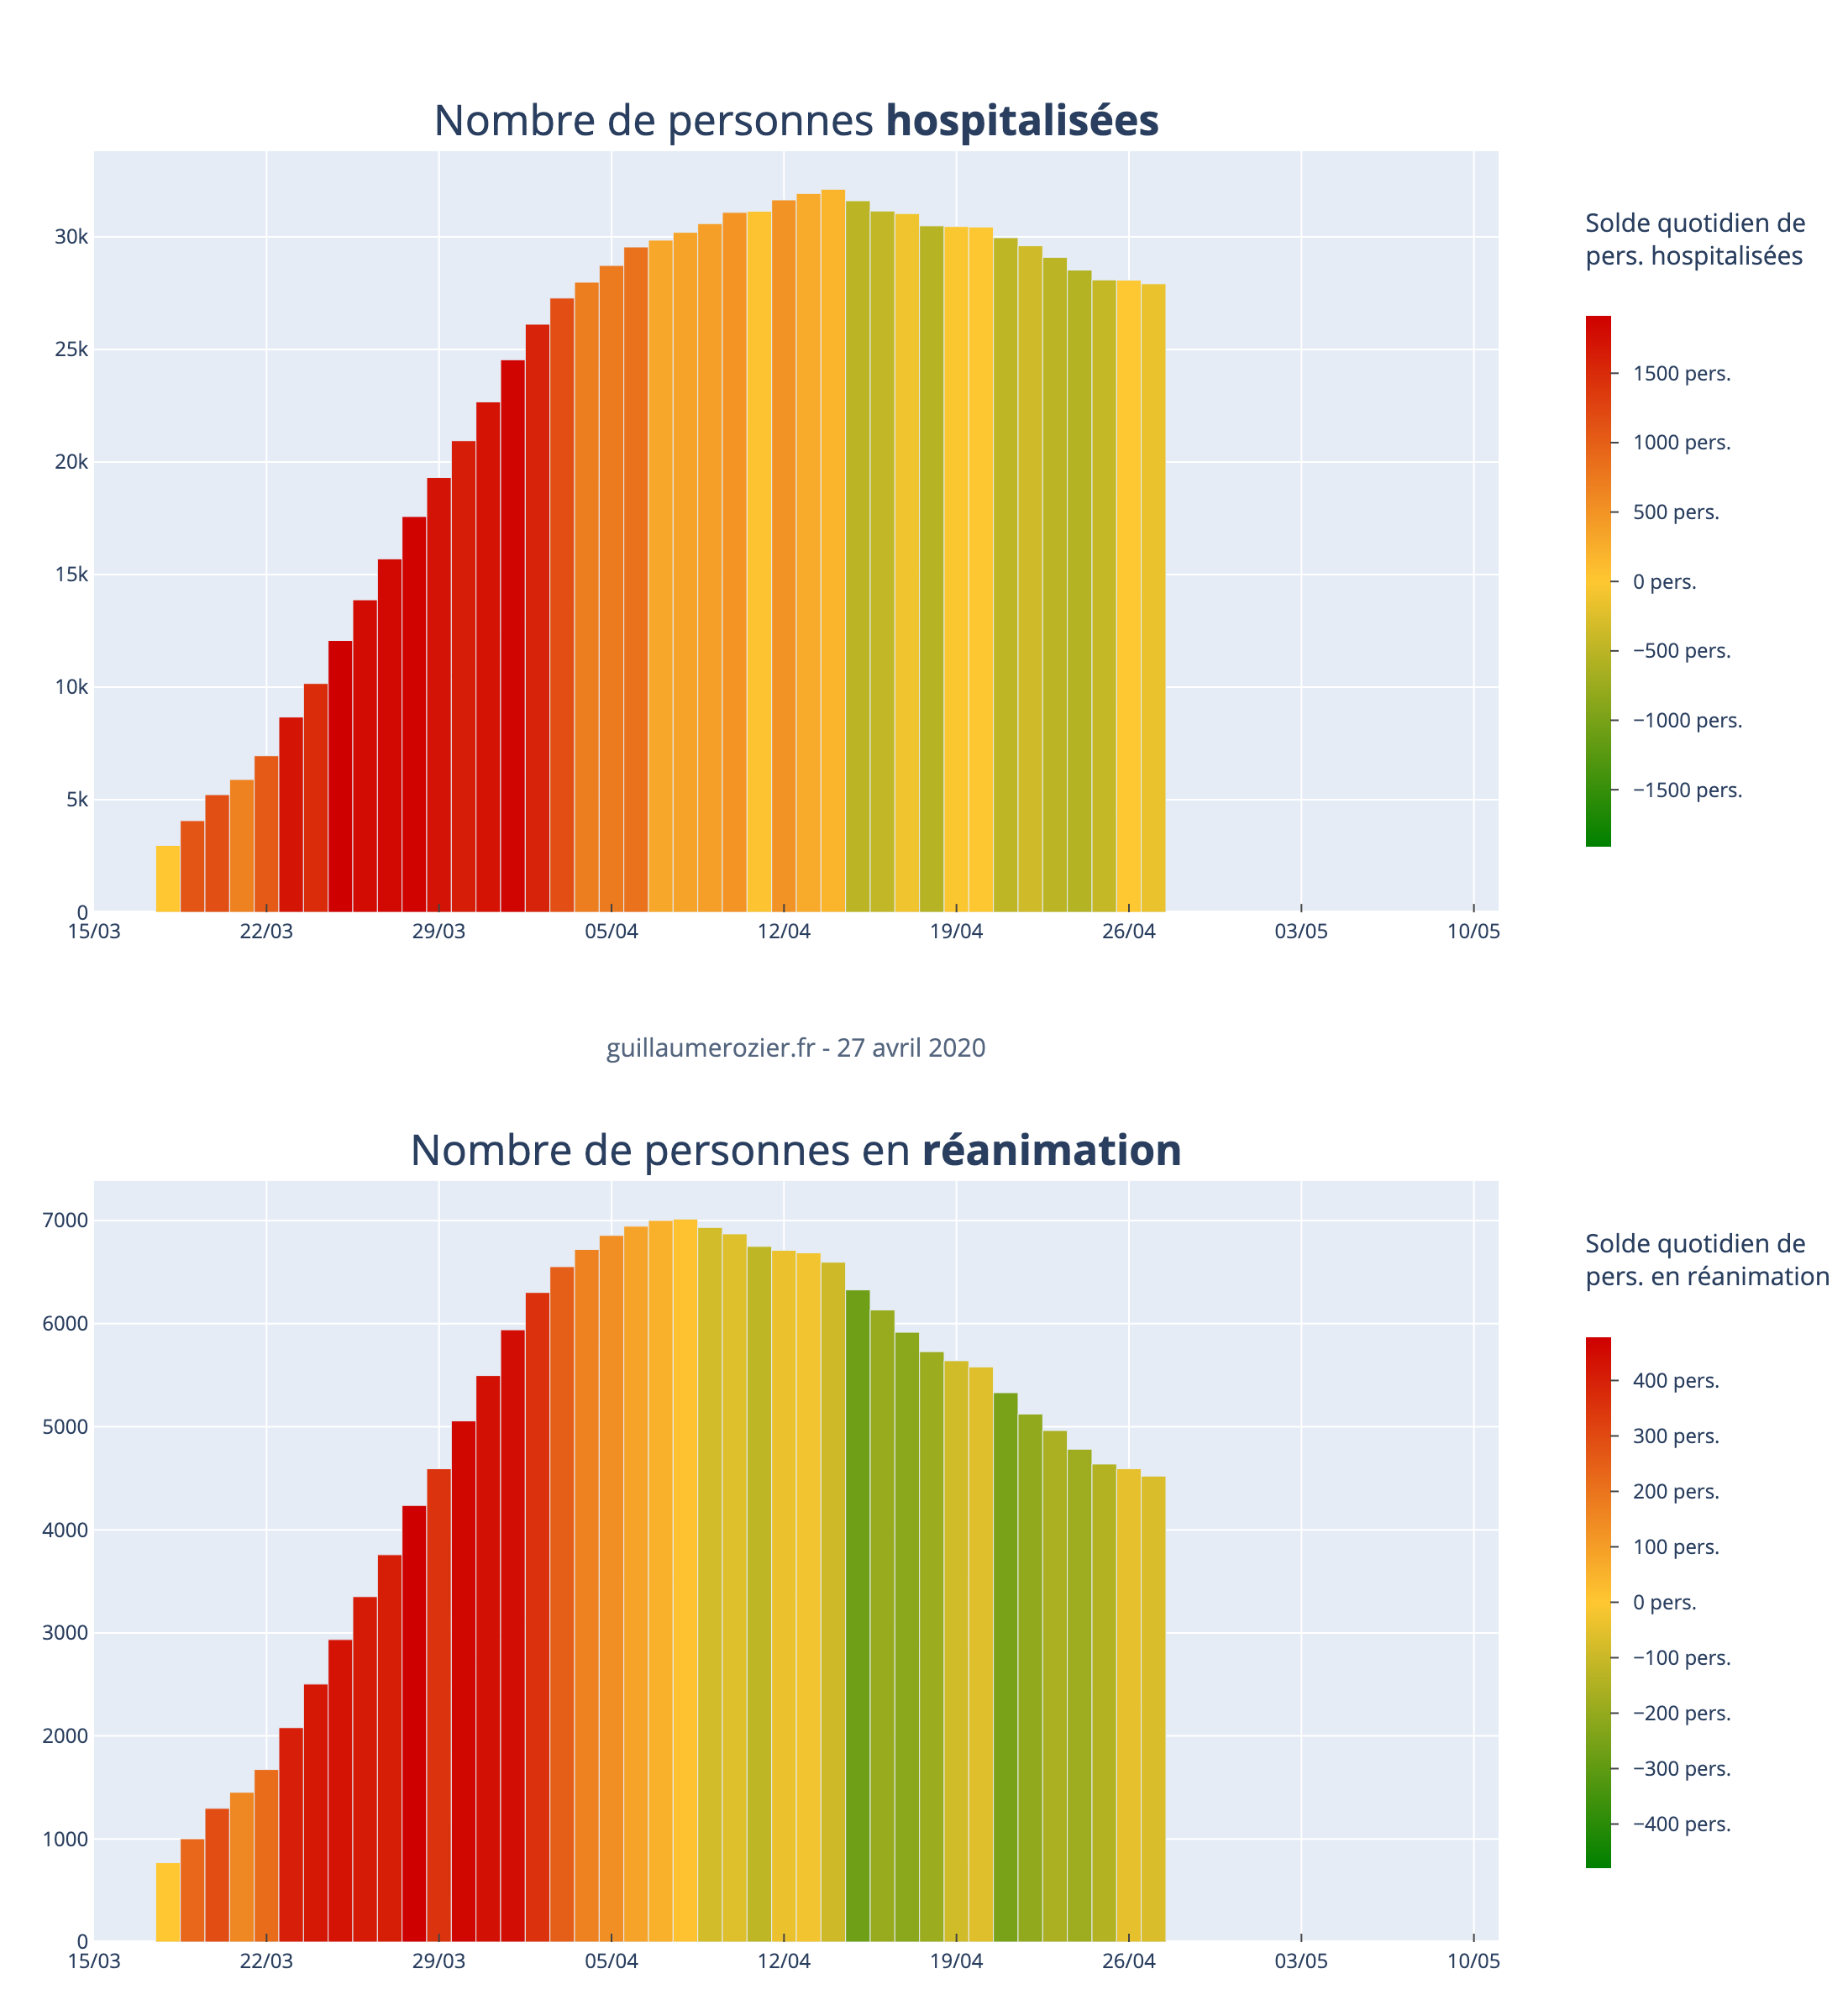 Nombre de personnes hospitalisées
30k
25k
20k
15k
10k
5k
0
15/03 22/03 29/03 05/04 12/04 19/04 26/04 03/05 10/05
Solde quotidien de
pers. hospitalisées
1500 pers.
1000 pers.
500 pers.
0 pers.
−500 pers.
−1000 pers.
−1500 pers.
guillaumerozier.fr - 27 avril 2020
Nombre de personnes en réanimation
7000
6000
5000
4000
3000
2000
1000
0
15/03 22/03 29/03 05/04 12/04 19/04 26/04 03/05 10/05
Solde quotidien de
pers. en réanimation
400 pers.
300 pers.
200 pers.
100 pers.
0 pers.
−100 pers.
−200 pers.
−300 pers.
−400 pers.